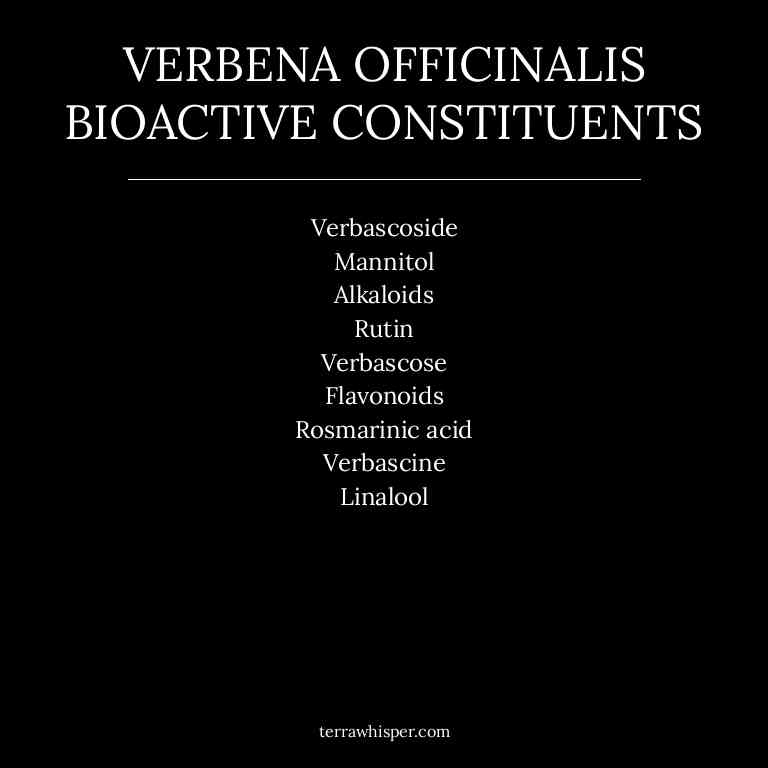 VERBENA OFFICINALIS
BIOACTIVE CONSTITUENTS
Verbascoside
Mannitol
Alkaloids
Rutin
Verbascose
Flavonoids
Rosmarinic acid
Verbascine
Linalool
terrawhisper.com